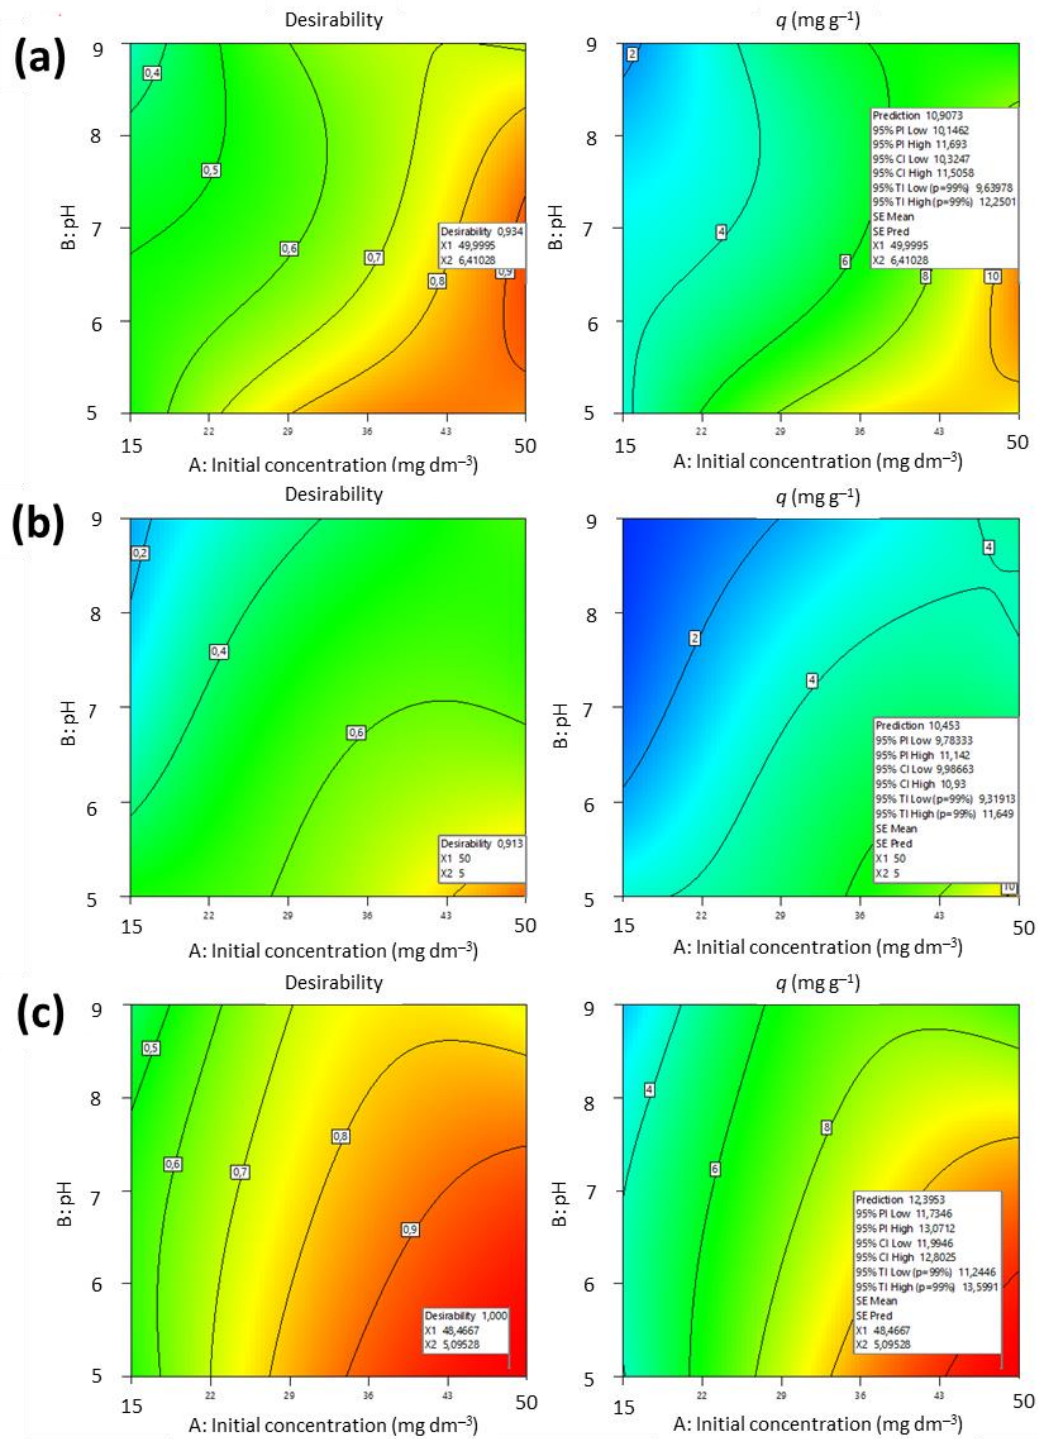 (a)
Desirability
q (mg g⁻¹)
B: pH
9
8
7
6
5
0,4
0,5
0,6
0,7
0,8
0,9
Desirability 0,934
X1 49,9995
X2 6,41028
15
22
29
36
43
50
A: Initial concentration (mg dm⁻³)
B: pH
9
8
7
6
5
2
4
6
8
10
Prediction 10,9073
95% PI Low 10,1462
95% PI High 11,693
95% CI Low 10,3247
95% CI High 11,5058
95% TI Low (p=99%) 9,63978
95% TI High (p=99%) 12,2501
SE Mean
SE Pred
X1 49,9995
X2 6,41028
15
22
29
36
43
50
A: Initial concentration (mg dm⁻³)
(b)
Desirability
q (mg g⁻¹)
B: pH
9
8
7
6
5
0,2
0,4
0,6
Desirability 0,913
X1 50
X2 5
15
22
29
36
43
50
A: Initial concentration (mg dm⁻³)
B: pH
9
8
7
6
5
4
2
4
Prediction 10,453
95% PI Low 9,78333
95% PI High 11,142
95% CI Low 9,98663
95% CI High 10,93
95% TI Low (p=99%) 9,31913
95% TI High (p=99%) 11,649
SE Mean
SE Pred
X1 50
X2 5
10
15
22
29
36
43
50
A: Initial concentration (mg dm⁻³)
(c)
Desirability
q (mg g⁻¹)
B: pH
9
8
7
6
5
0,5
0,6
0,7
0,8
0,9
Desirability 1,000
X1 48,4667
X2 5,09528
15
22
29
36
43
50
A: Initial concentration (mg dm⁻³)
B: pH
9
8
7
6
5
4
6
8
Prediction 12,3953
95% PI Low 11,7346
95% PI High 13,0712
95% CI Low 11,9946
95% CI High 12,8025
95% TI Low (p=99%) 11,2446
95% TI High (p=99%) 13,5991
SE Mean
SE Pred
X1 48,4667
X2 5,09528
15
22
29
36
43
50
A: Initial concentration (mg dm⁻³)